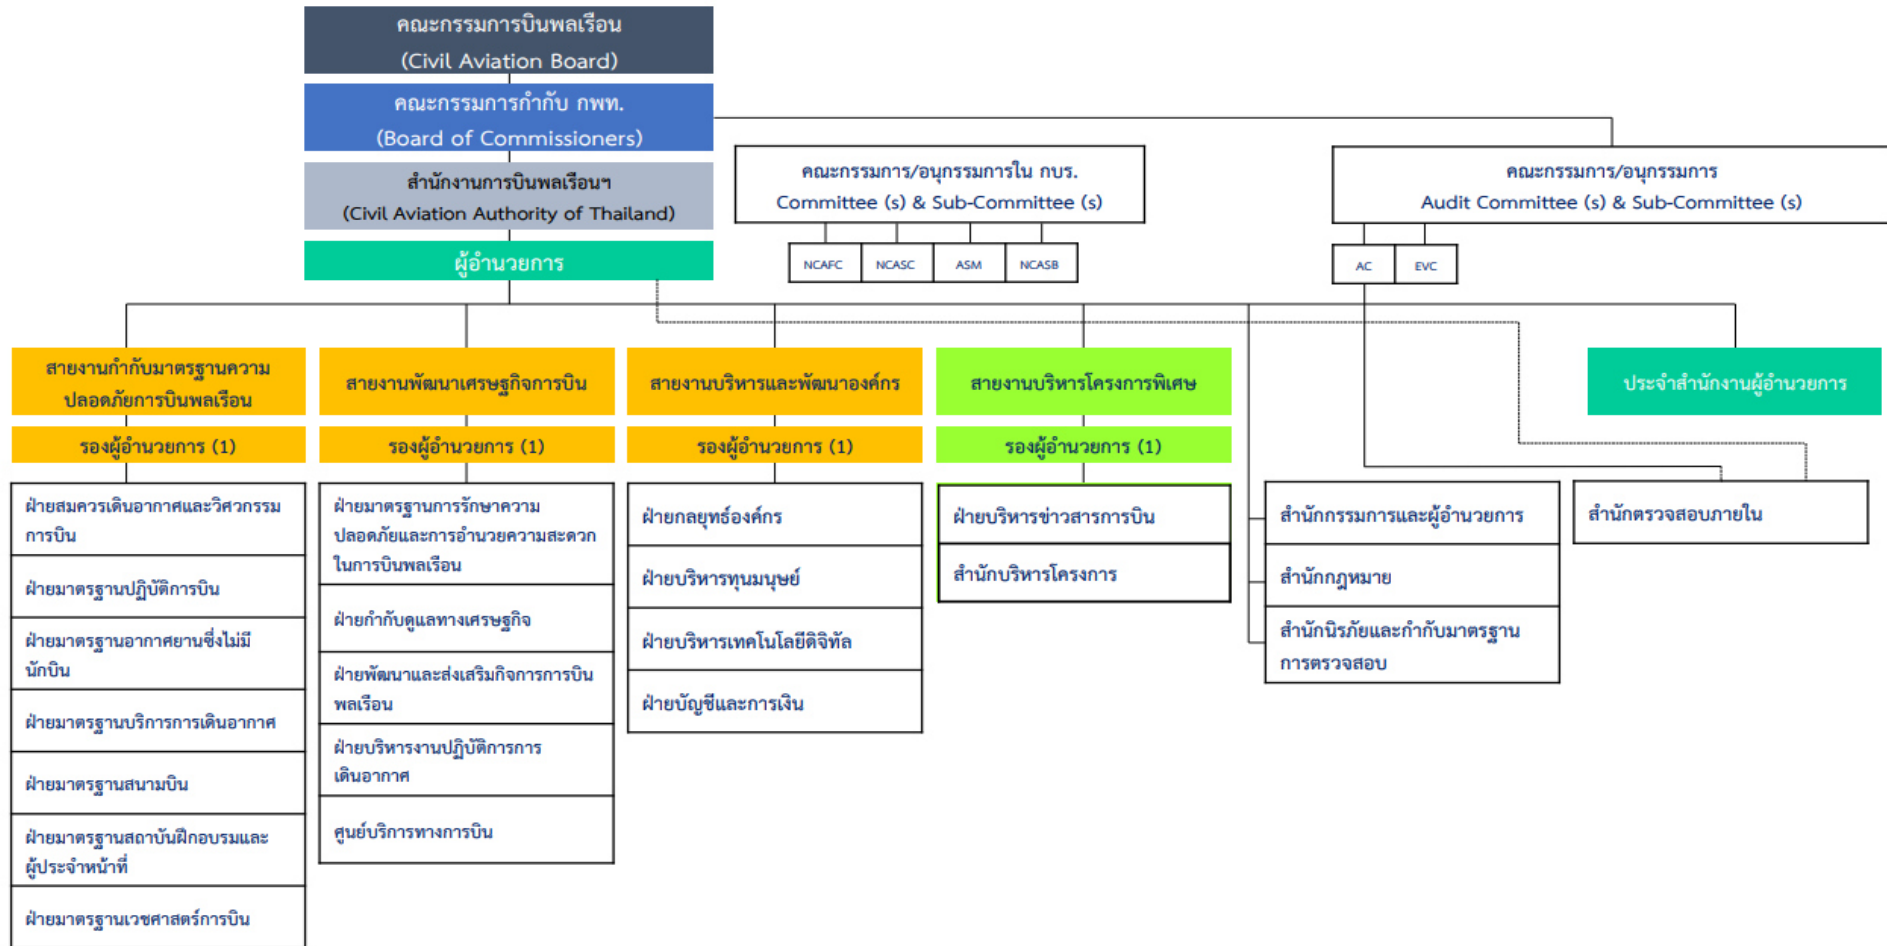 คณะกรรมการบินพลเรือน
(Civil Aviation Board)
คณะกรรมการกำกับ กพท.
(Board of Commissioners)
สำนักงานการบินพลเรือนฯ
(Civil Aviation Authority of Thailand)
ผู้อำนวยการ
คณะกรรมการ/อนุกรรมการใน กบร.
Committee (s) & Sub-Committee (s)
NCAFC
NCASC
ASM
NCASB
คณะกรรมการ/อนุกรรมการ
Audit Committee (s) & Sub-Committee (s)
AC
EVC
สายงานกำกับมาตรฐานความ
ปลอดภัยการบินพลเรือน
รองผู้อำนวยการ (1)
ฝ่ายสมควรเดินอากาศและวิศวกรรม
การบิน
ฝ่ายมาตรฐานปฏิบัติการบิน
ฝ่ายมาตรฐานอากาศยานซึ่งไม่มี
นักบิน
ฝ่ายมาตรฐานบริการการเดินอากาศ
ฝ่ายมาตรฐานสนามบิน
ฝ่ายมาตรฐานสถาบันฝึกอบรมและ
ผู้ประจำหน้าที่
ฝ่ายมาตรฐานเวชศาสตร์การบิน
สายงานพัฒนาเศรษฐกิจการบิน
รองผู้อำนวยการ (1)
ฝ่ายมาตรฐานการรักษาความ
ปลอดภัยและการอำนวยความสะดวก
ในการบินพลเรือน
ฝ่ายกำกับดูแลทางเศรษฐกิจ
ฝ่ายพัฒนาและส่งเสริมกิจการการบิน
พลเรือน
ฝ่ายบริหารงานปฏิบัติการการ
เดินอากาศ
ศูนย์บริการทางการบิน
สายงานบริหารและพัฒนาองค์กร
รองผู้อำนวยการ (1)
ฝ่ายกลยุทธ์องค์กร
ฝ่ายบริหารทุนมนุษย์
ฝ่ายบริหารเทคโนโลยีดิจิทัล
ฝ่ายบัญชีและการเงิน
สายงานบริหารโครงการพิเศษ
รองผู้อำนวยการ (1)
ฝ่ายบริหารข่าวสารการบิน
สำนักบริหารโครงการ
ประจำสำนักงานผู้อำนวยการ
สำนักกรรมการและผู้อำนวยการ
สำนักกฎหมาย
สำนักนิรภัยและกำกับมาตรฐาน
การตรวจสอบ
สำนักตรวจสอบภายใน